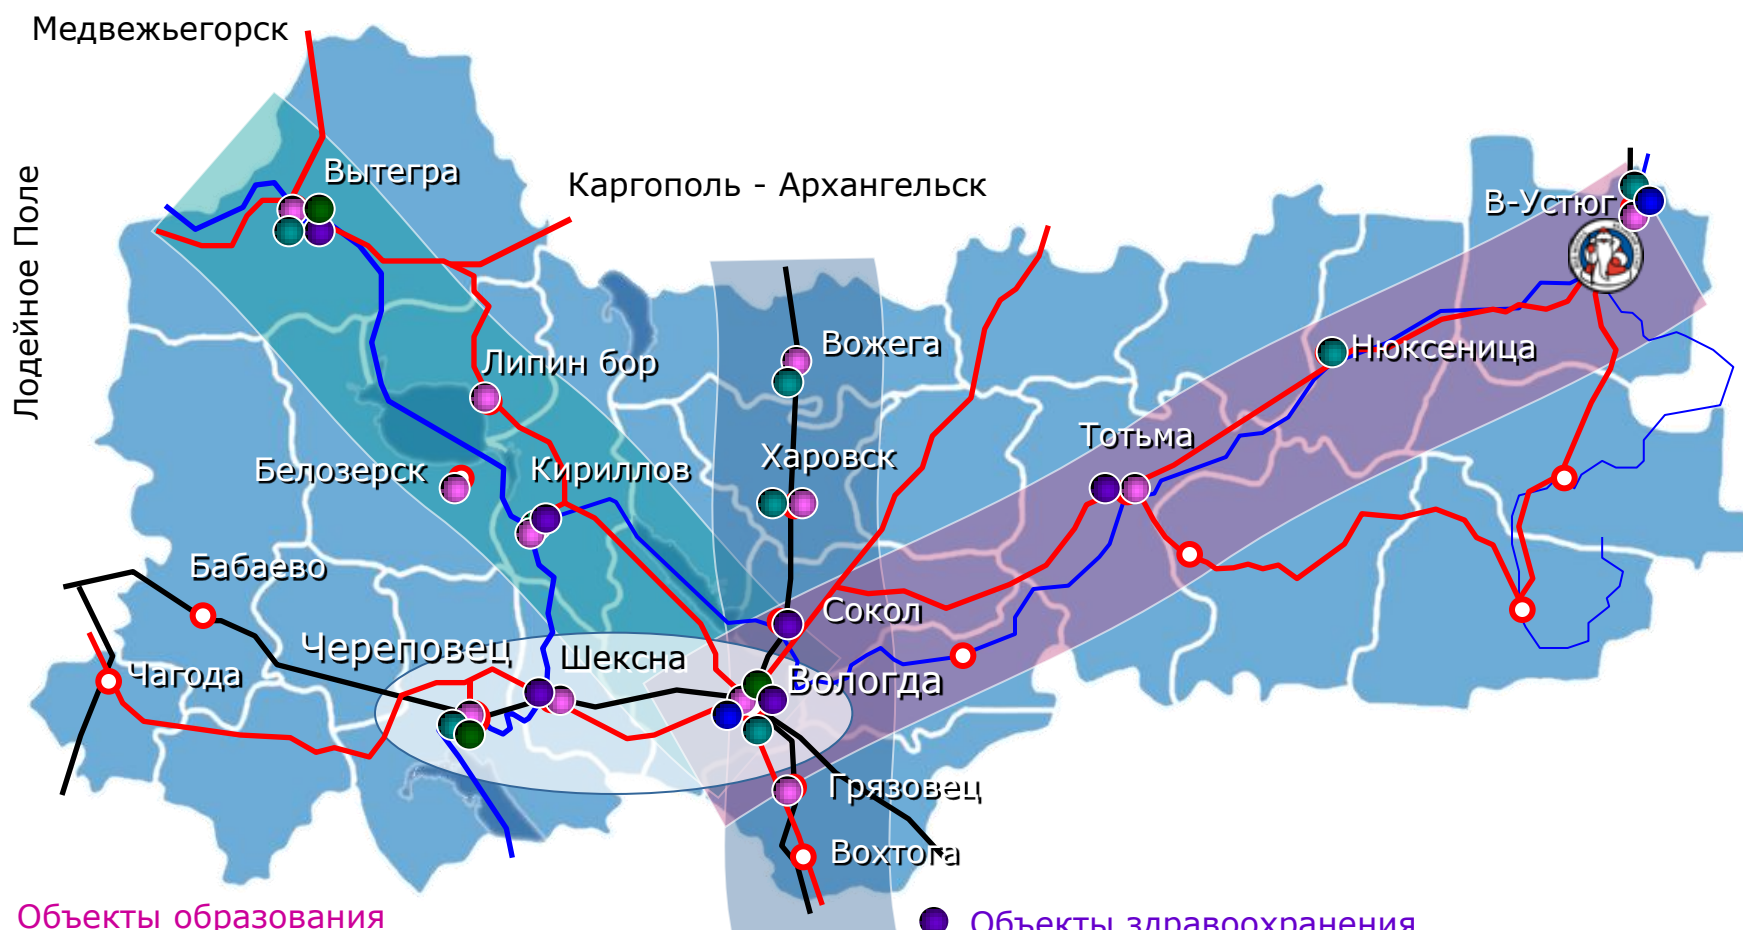 Медвежьегорск
Вытегра
Каргополь - Архангельск
Лодейное Поле
В-Устюг
Вожега
Нюксеница
Липин бор
Тотьма
Харовск
Белозерск
Кириллов
Бабаево
Сокол
Череповец
Шексна
Чагода
Вологда
Грязовец
Вохтога
Объекты образования
Объекты здравоохранения